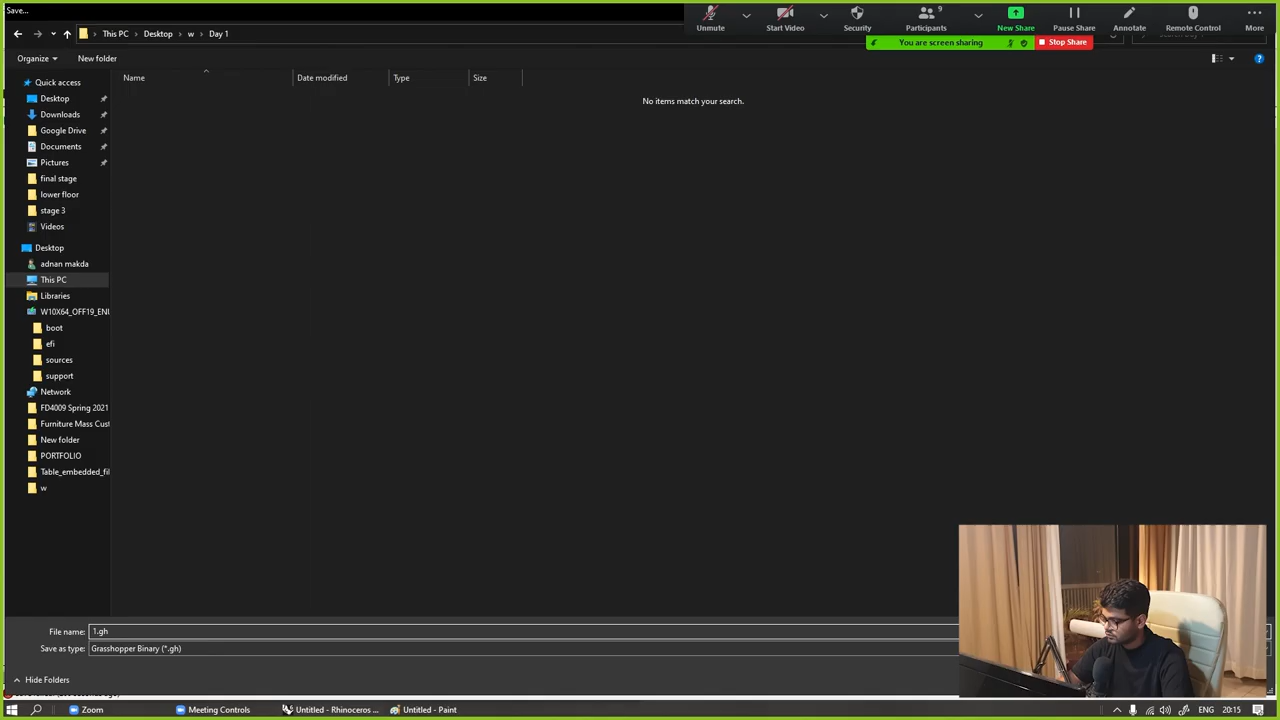 Save...
Unmute
Start Video
Security
Participants
9
New Share
Pause Share
Annotate
Remote Control
More
You are screen sharing
Stop Share
This PC
Desktop
w
Day 1
Organize
New folder
Name
Date modified
Type
Size
No items match your search.
Quick access
Desktop
Downloads
Google Drive
Documents
Pictures
final stage
lower floor
stage 3
Videos
Desktop
adnan makda
This PC
Libraries
W10X64_OFF19_EN
boot
efi
sources
support
Network
FD4009 Spring 2021
Furniture Mass Cust
New folder
PORTFOLIO
Table_embedded_fil
w
File name:
1.gh
Save as type:
Grasshopper Binary (*.gh)
Hide Folders
Zoom
Meeting Controls
Untitled - Rhinoceros ...
Untitled - Paint
ENG
20:15